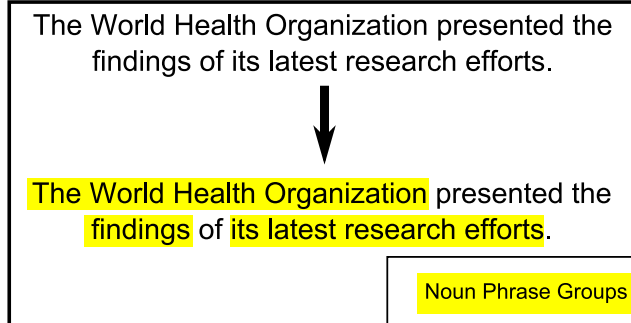 The World Health Organization presented the
findings of its latest research efforts.
The World Health Organization presented the
findings of its latest research efforts.
Noun Phrase Groups